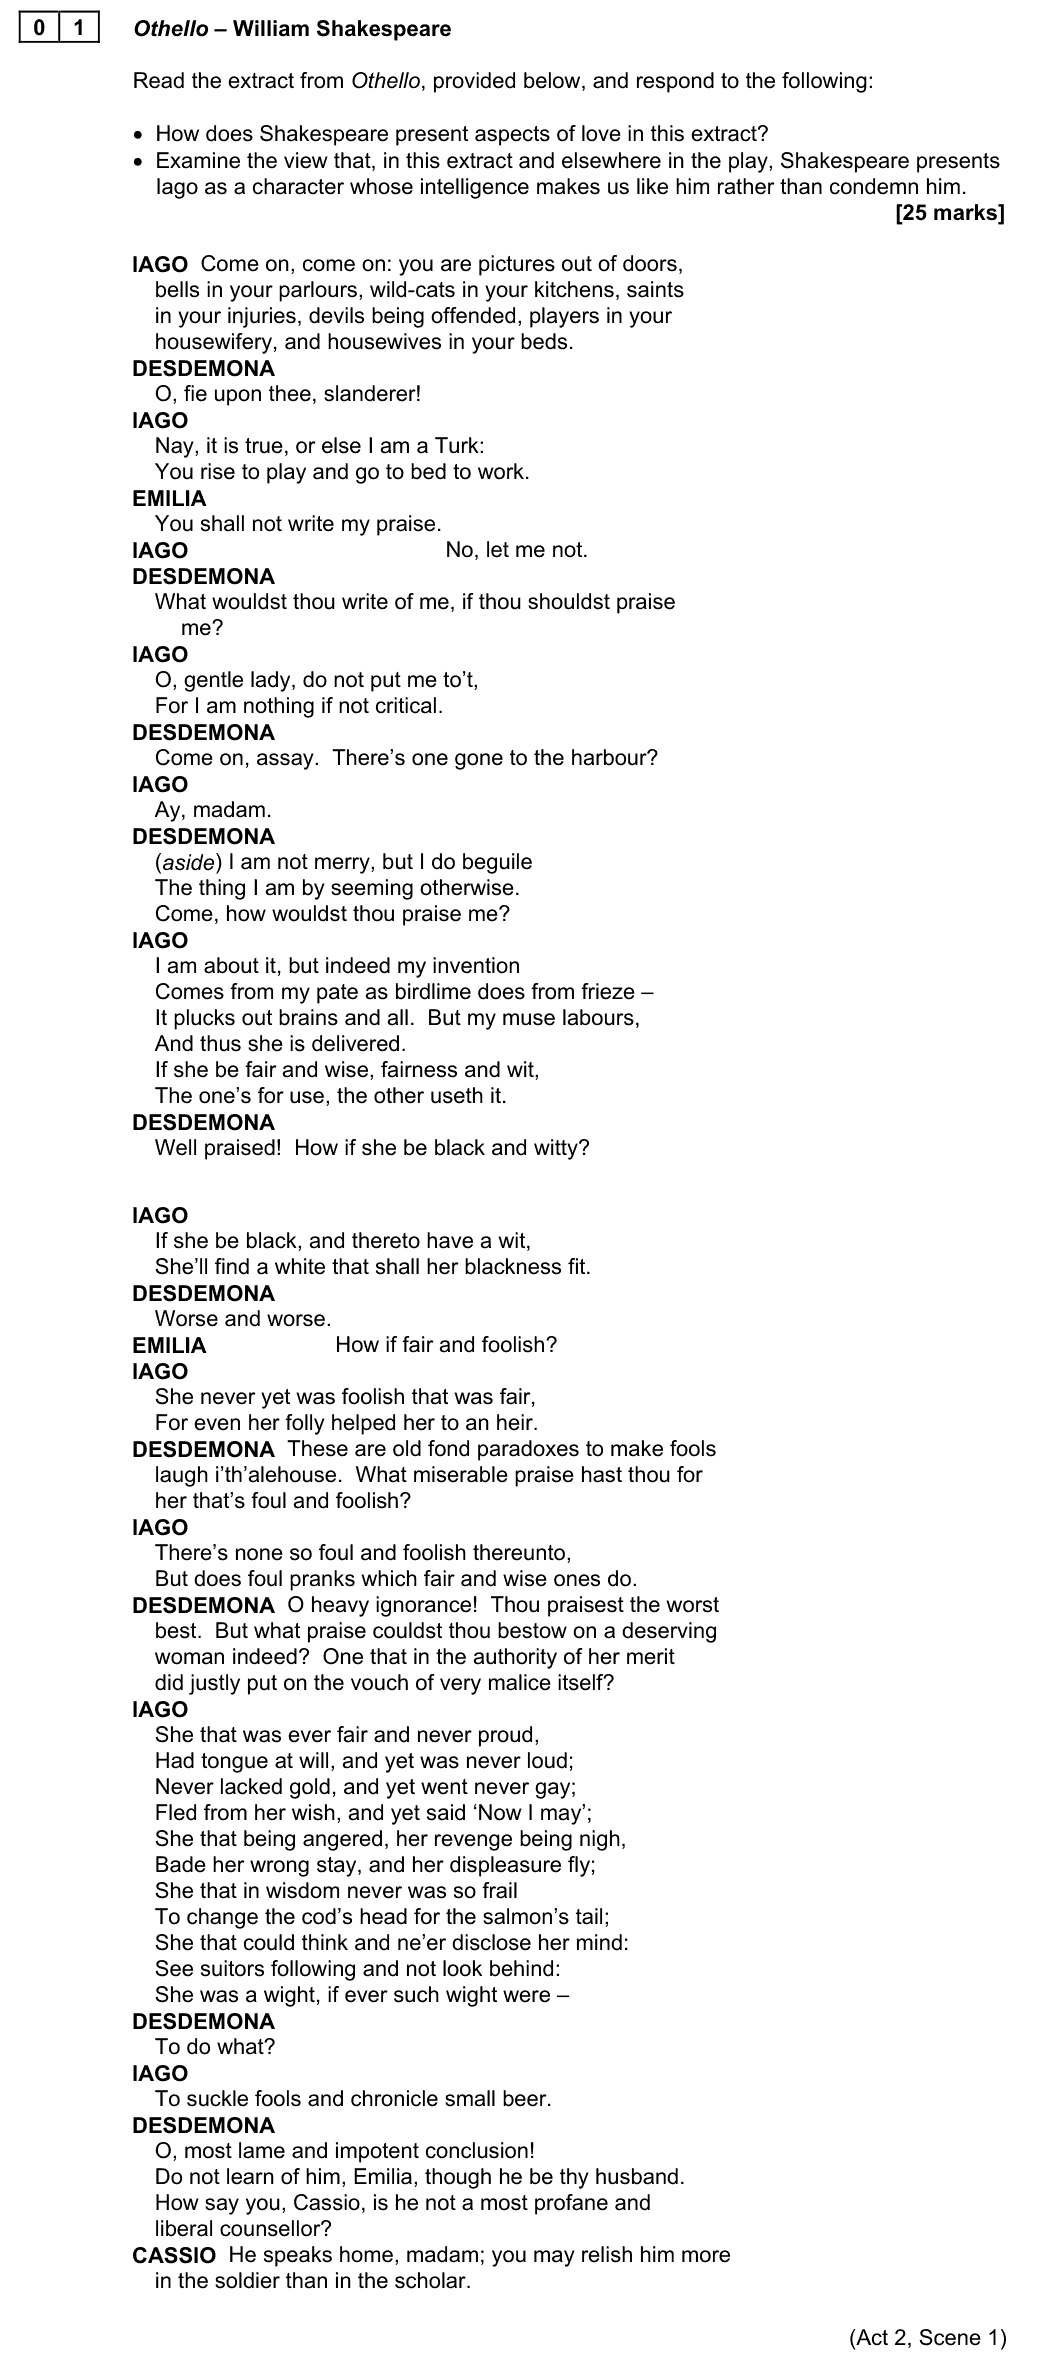 0 1 Othello – William Shakespeare
Read the extract from Othello, provided below, and respond to the following:
• How does Shakespeare present aspects of love in this extract?
• Examine the view that, in this extract and elsewhere in the play, Shakespeare presents
Iago as a character whose intelligence makes us like him rather than condemn him.
[25 marks]
IAGO Come on, come on: you are pictures out of doors,
bells in your parlours, wild-cats in your kitchens, saints
in your injuries, devils being offended, players in your
housewifery, and housewives in your beds.
DESDEMONA
O, fie upon thee, slanderer!
IAGO
Nay, it is true, or else I am a Turk:
You rise to play and go to bed to work.
EMILIA
You shall not write my praise.
IAGO No, let me not.
DESDEMONA
What wouldst thou write of me, if thou shouldst praise
me?
IAGO
O, gentle lady, do not put me to’t,
For I am nothing if not critical.
DESDEMONA
Come on, assay. There’s one gone to the harbour?
IAGO
Ay, madam.
DESDEMONA
(aside) I am not merry, but I do beguile
The thing I am by seeming otherwise.
Come, how wouldst thou praise me?
IAGO
I am about it, but indeed my invention
Comes from my pate as birdlime does from frieze –
It plucks out brains and all. But my muse labours,
And thus she is delivered.
If she be fair and wise, fairness and wit,
The one’s for use, the other useth it.
DESDEMONA
Well praised! How if she be black and witty?
IAGO
If she be black, and thereto have a wit,
She’ll find a white that shall her blackness fit.
DESDEMONA
Worse and worse.
EMILIA How if fair and foolish?
IAGO
She never yet was foolish that was fair,
For even her folly helped her to an heir.
DESDEMONA These are old fond paradoxes to make fools
laugh i’th’alehouse. What miserable praise hast thou for
her that’s foul and foolish?
IAGO
There’s none so foul and foolish thereunto,
But does foul pranks which fair and wise ones do.
DESDEMONA O heavy ignorance! Thou praisest the worst
best. But what praise couldst thou bestow on a deserving
woman indeed? One that in the authority of her merit
did justly put on the vouch of very malice itself?
IAGO
She that was ever fair and never proud,
Had tongue at will, and yet was never loud;
Never lacked gold, and yet went never gay;
Fled from her wish, and yet said ‘Now I may’;
She that being angered, her revenge being nigh,
Bade her wrong stay, and her displeasure fly;
She that in wisdom never was so frail
To change the cod’s head for the salmon’s tail;
She that could think and ne’er disclose her mind:
See suitors following and not look behind:
She was a wight, if ever such wight were –
DESDEMONA
To do what?
IAGO
To suckle fools and chronicle small beer.
DESDEMONA
O, most lame and impotent conclusion!
Do not learn of him, Emilia, though he be thy husband.
How say you, Cassio, is he not a most profane and
liberal counsellor?
CASSIO He speaks home, madam; you may relish him more
in the soldier than in the scholar.
(Act 2, Scene 1)